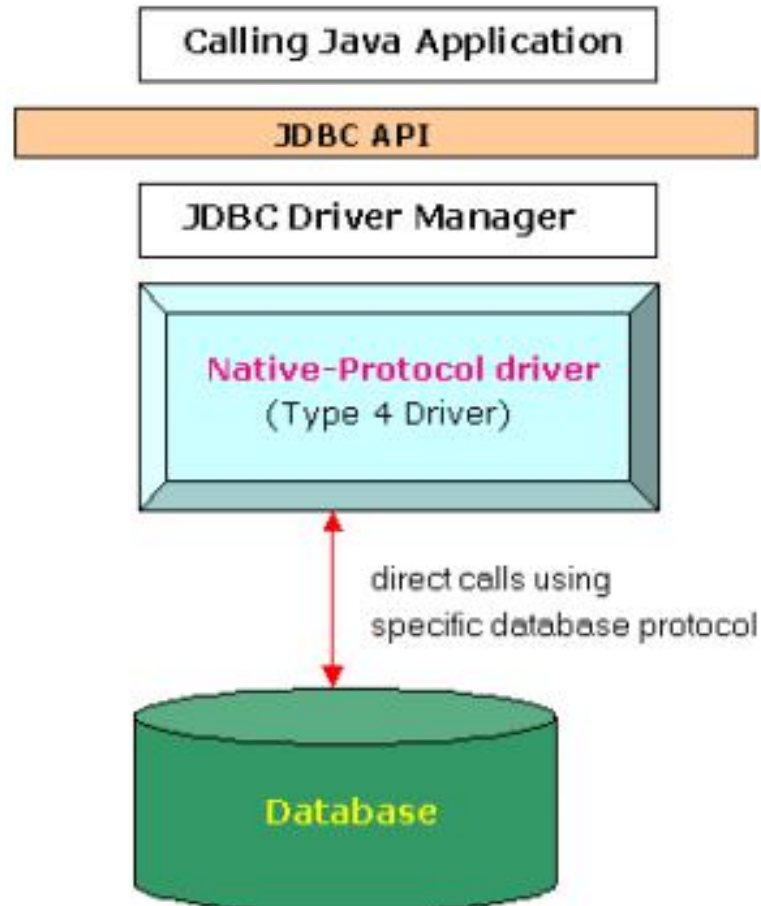 Calling Java Application
JDBC API
JDBC Driver Manager
Native-Protocol driver
(Type 4 Driver)
direct calls using
specific database protocol
Database